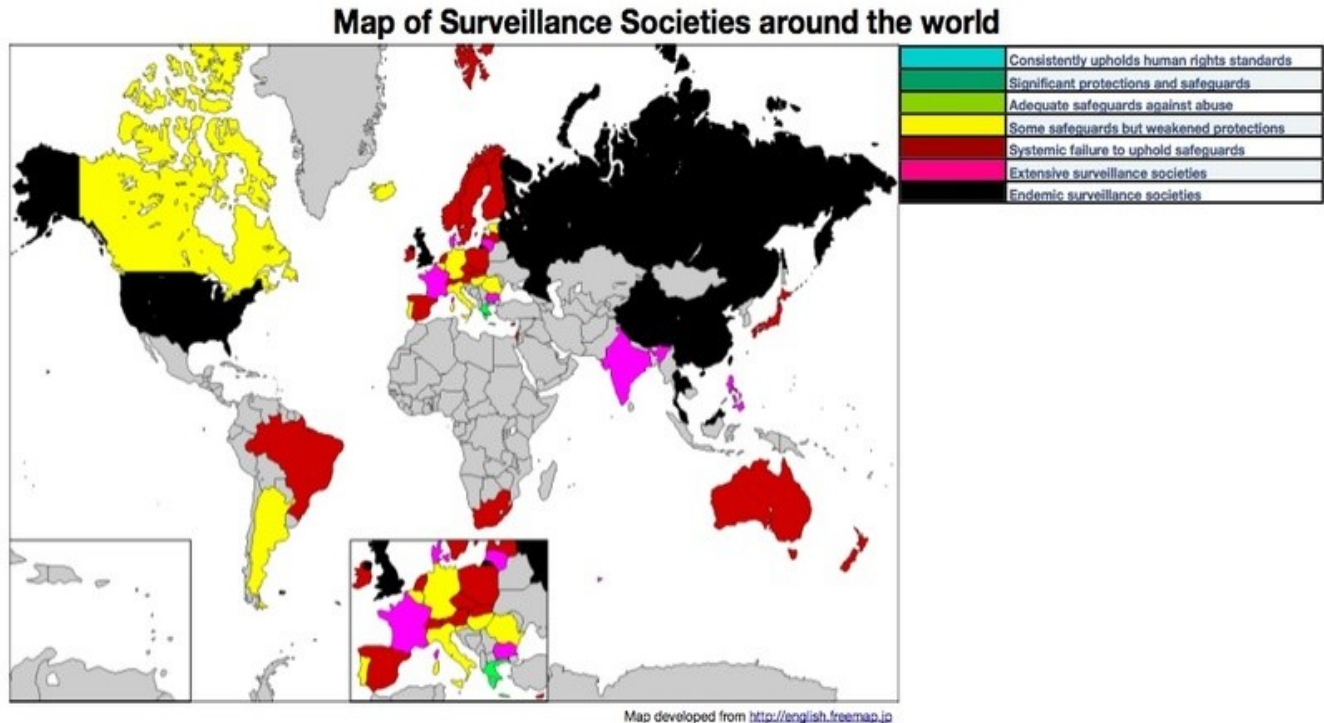 Map of Surveillance Societies around the world
Consistently upholds human rights standards
Significant protections and safeguards
Adequate safeguards against abuse
Some safeguards but weakened protections
Systemic failure to uphold safeguards
Extensive surveillance societies
Endemic surveillance societies
Map developed from http://english.freemap.jp